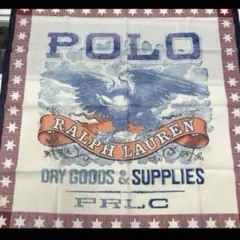 POLO
RALPH LAUREN
DRY GOODS & SUPPLIES
PRLC